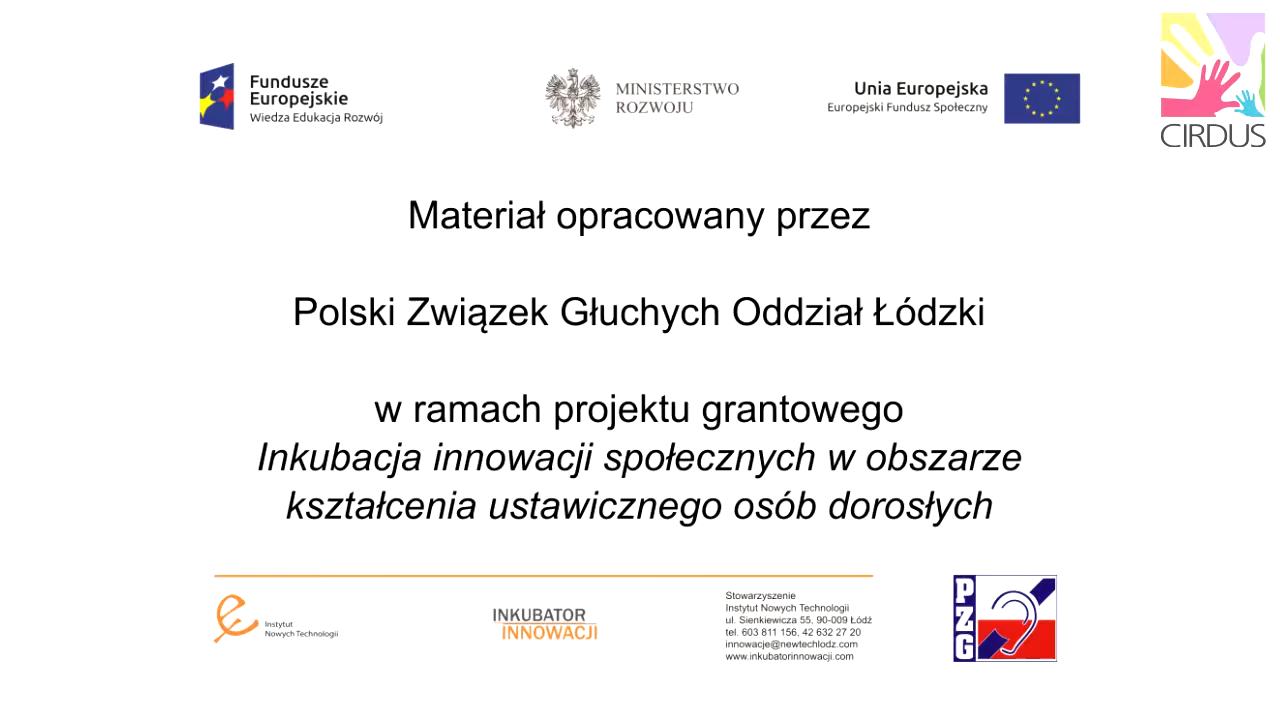 Fundusze
Europejskie
Wiedza Edukacja Rozwój
MINISTERSTWO
ROZWOJU
Unia Europejska
Europejski Fundusz Społeczny
CIRDUS
Materiał opracowany przez
Polski Związek Głuchych Oddział Łódzki
w ramach projektu grantowego
Inkubacja innowacji społecznych w obszarze
kształcenia ustawicznego osób dorosłych
Instytut
Nowych Technologii
INKUBATOR
INNOWACJI
Stowarzyszenie
Instytut Nowych Technologii
ul. Sienkiewicza 55, 90-009 Łódź
tel. 603 811 156, 42 632 27 20
innowacje@newtechlodz.com
www.inkubatorinnowacji.com
PZG